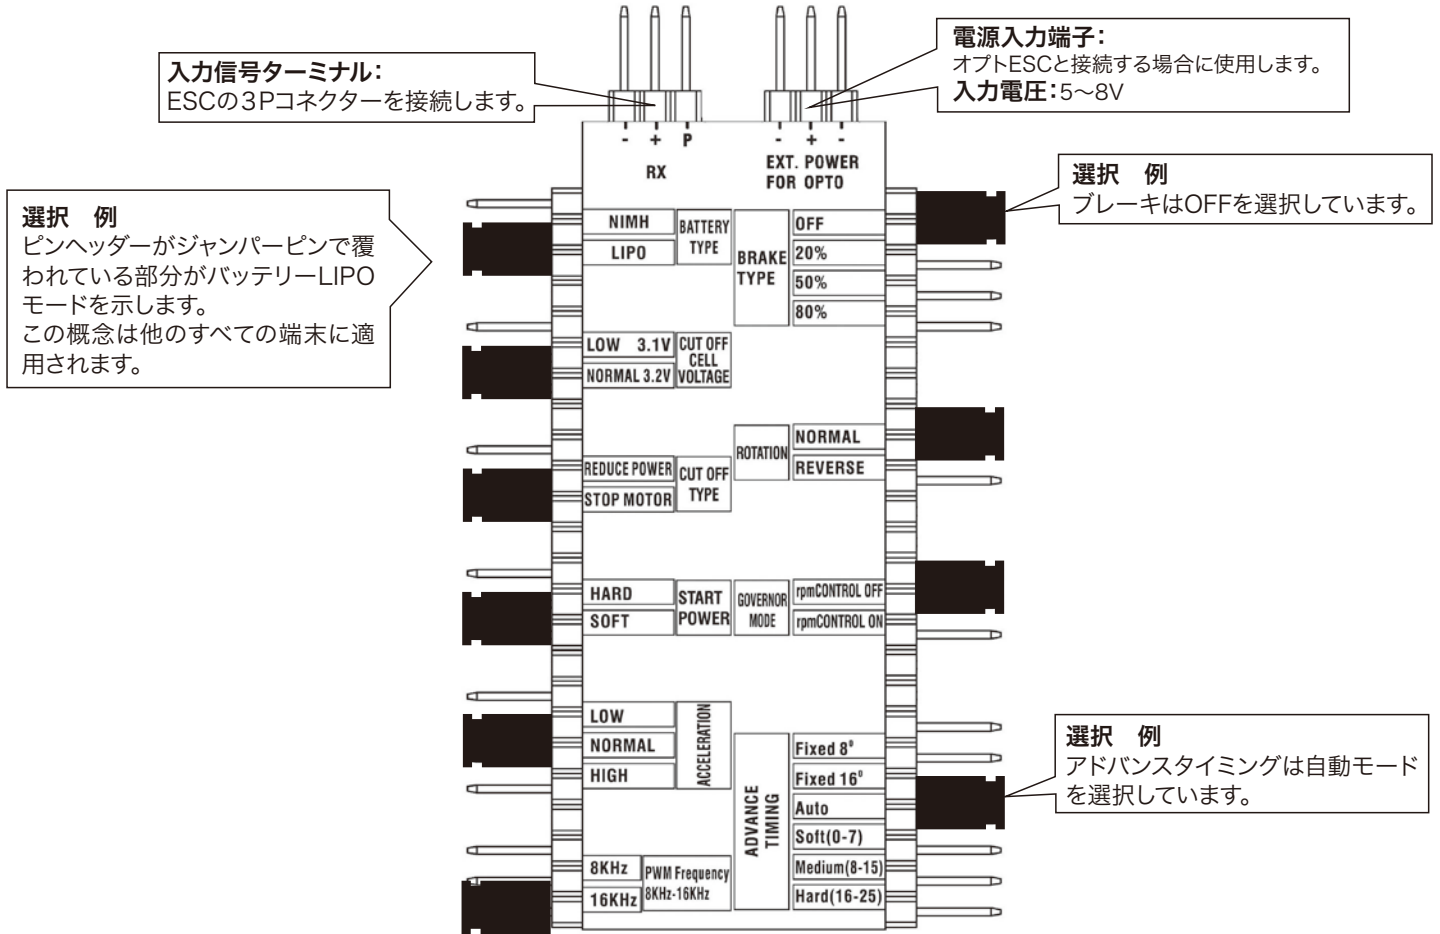 入力信号ターミナル：
ESCの３Pコネクターを接続します。
電源入力端子：
オプトESCと接続する場合に使用します。
入力電圧：5〜8V
- + P
RX
- + -
EXT. POWER
FOR OPTO
選択　例
ピンヘッダーがジャンパーピンで覆
われている部分がバッテリーLIPO
モードを示します。
この概念は他のすべての端末に適
用されます。
選択　例
ブレーキはOFFを選択しています。
NIMH
LIPO
BATTERY
TYPE
BRAKE
TYPE
OFF
20%
50%
80%
LOW 3.1V
NORMAL 3.2V
CUT OFF
CELL
VOLTAGE
ROTATION
NORMAL
REVERSE
REDUCE POWER
STOP MOTOR
CUT OFF
TYPE
HARD
SOFT
START
POWER
GOVERNOR
MODE
rpmCONTROL OFF
rpmCONTROL ON
LOW
NORMAL
HIGH
ACCELERATION
ADVANCE
TIMING
Fixed 8°
Fixed 16°
Auto
Soft(0-7)
Medium(8-15)
Hard(16-25)
選択　例
アドバンスタイミングは自動モード
を選択しています。
8KHz
16KHz
PWM Frequency
8KHz-16KHz